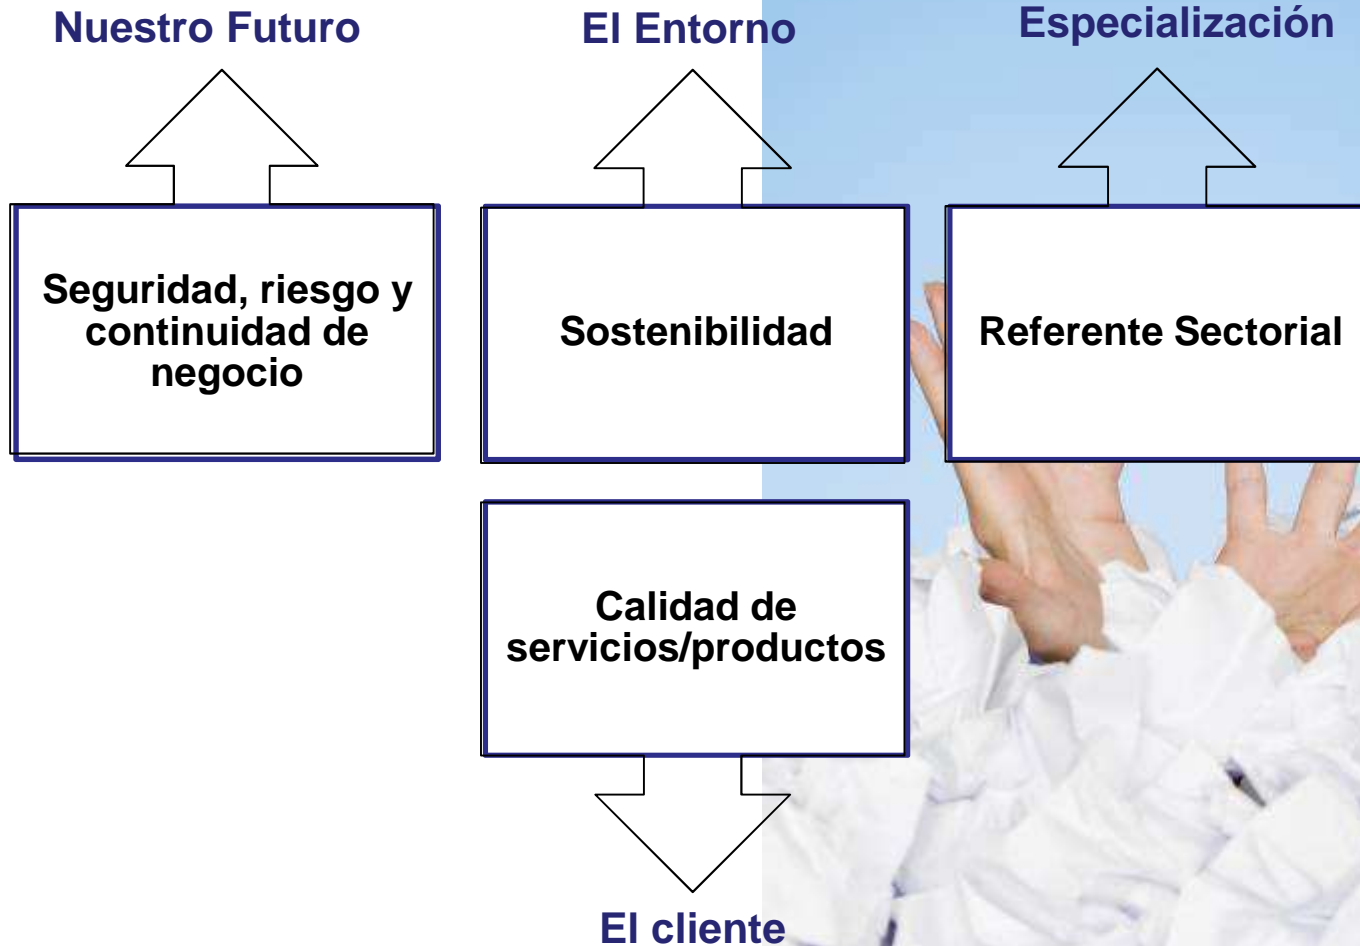 Nuestro Futuro
El Entorno
Especialización
Seguridad, riesgo y
continuidad de
negocio
Sostenibilidad
Referente Sectorial
Calidad de
servicios/productos
El cliente